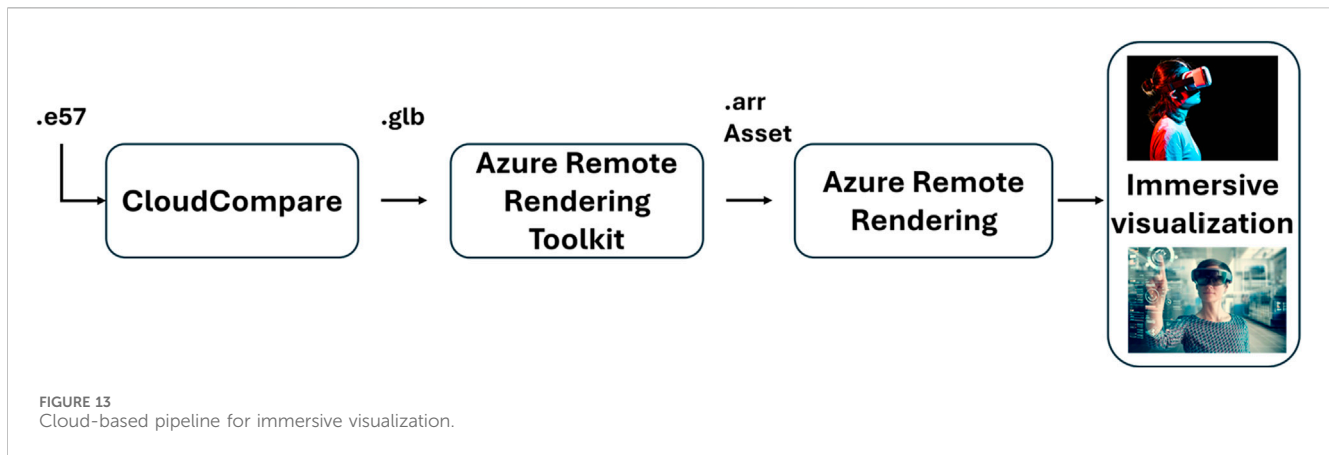 .e57
CloudCompare
.glb
Azure Remote
Rendering
Toolkit
.arr
Asset
Azure Remote
Rendering
Immersive
visualization
FIGURE 13
Cloud-based pipeline for immersive visualization.